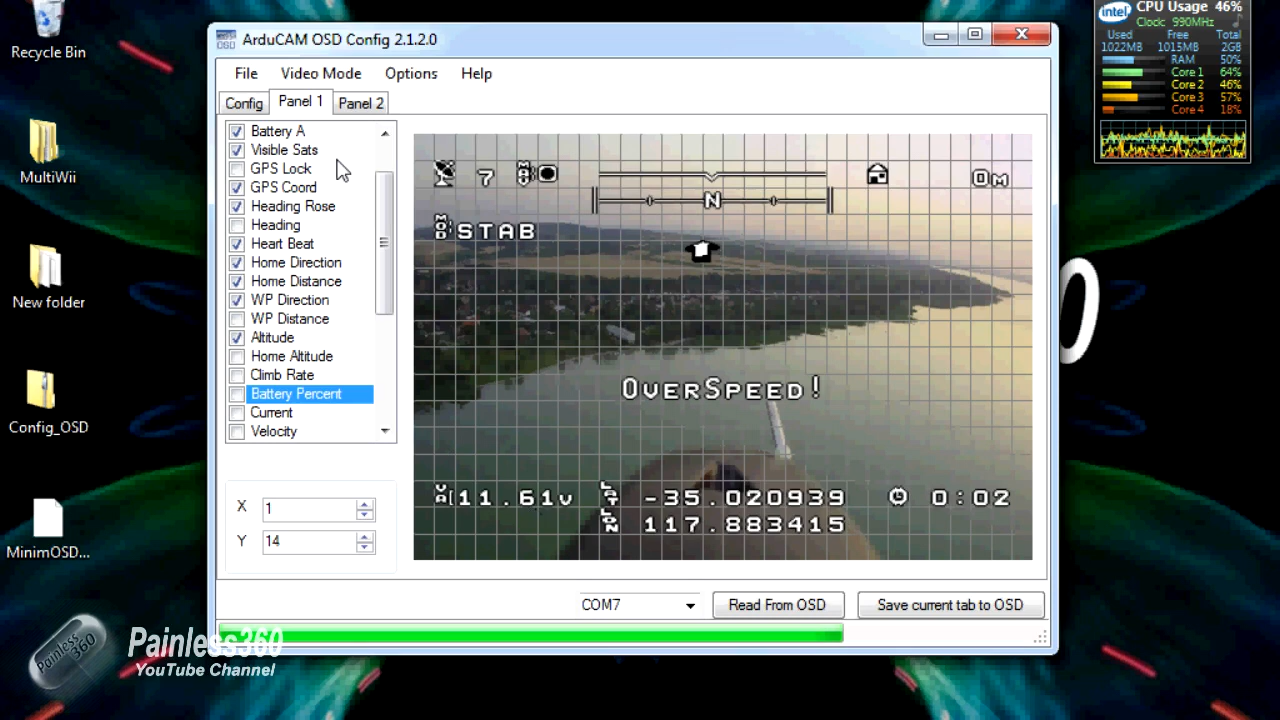 Recycle Bin
MultiWii
New folder
Config_OSD
MinimOSD...
ArduCAM OSD Config 2.1.2.0
File Video Mode Options Help
Config Panel 1 Panel 2
Battery A
Visible Sats
GPS Lock
GPS Coord
Heading Rose
Heading
Heart Beat
Home Direction
Home Distance
WP Direction
WP Distance
Altitude
Home Altitude
Climb Rate
Battery Percent
Current
Velocity
X 1
Y 14
7
0m
N
STAB
OverSpeed!
11.61v
-35.020939
0:02
117.883415
COM7 Read From OSD Save current tab to OSD
intel CPU Usage 46%
Clock: 990MHz
Used Free Total
1022MB 1015MB 2GB
RAM 50%
Core 1 64%
Core 2 46%
Core 3 57%
Core 4 18%
0
Painless360
Painless360
YouTube Channel